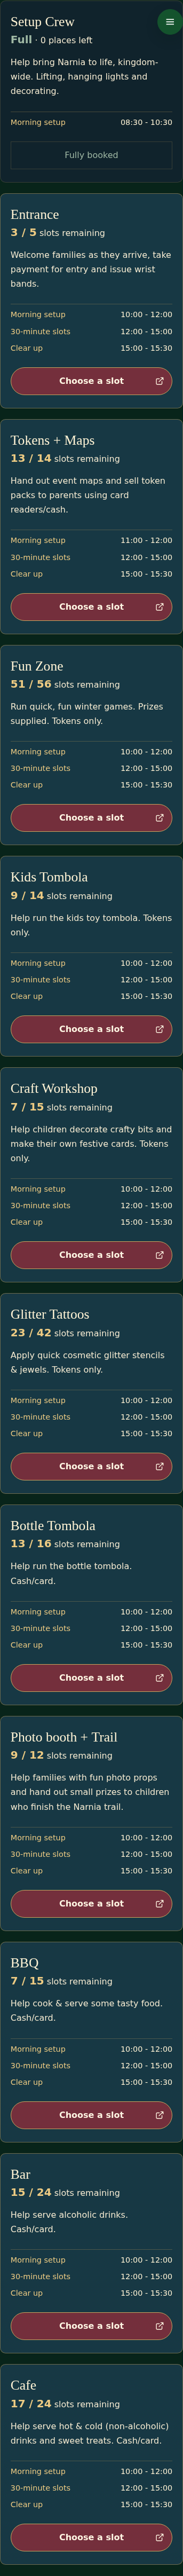 Setup Crew
Full · 0 places left
Help bring Narnia to life, kingdom-
wide. Lifting, hanging lights and
decorating.
Morning setup 08:30 - 10:30
Fully booked
Entrance
3 / 5 slots remaining
Welcome families as they arrive, take
payment for entry and issue wrist
bands.
Morning setup 10:00 - 12:00
30-minute slots 12:00 - 15:00
Clear up 15:00 - 15:30
Choose a slot
Tokens + Maps
13 / 14 slots remaining
Hand out event maps and sell token
packs to parents using card
readers/cash.
Morning setup 11:00 - 12:00
30-minute slots 12:00 - 15:00
Clear up 15:00 - 15:30
Choose a slot
Fun Zone
51 / 56 slots remaining
Run quick, fun winter games. Prizes
supplied. Tokens only.
Morning setup 10:00 - 12:00
30-minute slots 12:00 - 15:00
Clear up 15:00 - 15:30
Choose a slot
Kids Tombola
9 / 14 slots remaining
Help run the kids toy tombola. Tokens
only.
Morning setup 10:00 - 12:00
30-minute slots 12:00 - 15:00
Clear up 15:00 - 15:30
Choose a slot
Craft Workshop
7 / 15 slots remaining
Help children decorate crafty bits and
make their own festive cards. Tokens
only.
Morning setup 10:00 - 12:00
30-minute slots 12:00 - 15:00
Clear up 15:00 - 15:30
Choose a slot
Glitter Tattoos
23 / 42 slots remaining
Apply quick cosmetic glitter stencils
& jewels. Tokens only.
Morning setup 10:00 - 12:00
30-minute slots 12:00 - 15:00
Clear up 15:00 - 15:30
Choose a slot
Bottle Tombola
13 / 16 slots remaining
Help run the bottle tombola.
Cash/card.
Morning setup 10:00 - 12:00
30-minute slots 12:00 - 15:00
Clear up 15:00 - 15:30
Choose a slot
Photo booth + Trail
9 / 12 slots remaining
Help families with fun photo props
and hand out small prizes to children
who finish the Narnia trail.
Morning setup 10:00 - 12:00
30-minute slots 12:00 - 15:00
Clear up 15:00 - 15:30
Choose a slot
BBQ
7 / 15 slots remaining
Help cook & serve some tasty food.
Cash/card.
Morning setup 10:00 - 12:00
30-minute slots 12:00 - 15:00
Clear up 15:00 - 15:30
Choose a slot
Bar
15 / 24 slots remaining
Help serve alcoholic drinks.
Cash/card.
Morning setup 10:00 - 12:00
30-minute slots 12:00 - 15:00
Clear up 15:00 - 15:30
Choose a slot
Cafe
17 / 24 slots remaining
Help serve hot & cold (non-alcoholic)
drinks and sweet treats. Cash/card.
Morning setup 10:00 - 12:00
30-minute slots 12:00 - 15:00
Clear up 15:00 - 15:30
Choose a slot